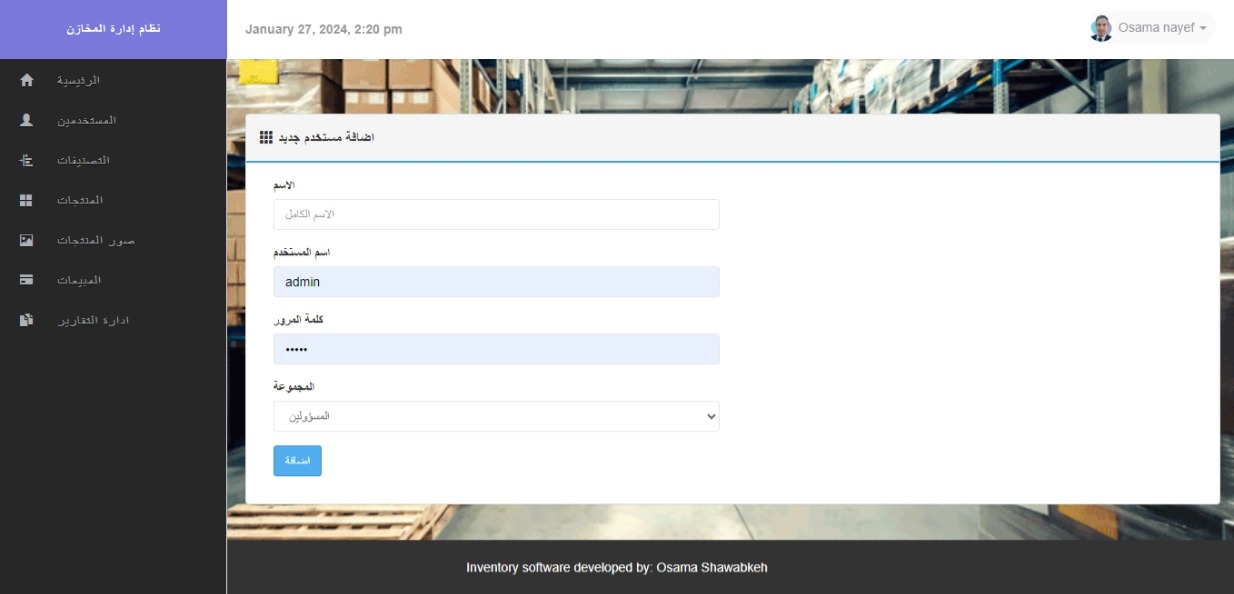 نظام إدارة المخازن
January 27, 2024, 2:20 pm
Osama nayef
الرئيسية
المستخدمين
التصنيفات
المنتجات
صور المنتجات
المبيعات
ادارة التقارير
اضافة مستخدم جديد
الاسم
الاسم الكامل
اسم المستخدم
admin
كلمة المرور
•••••
المجموعة
المسؤولين
اضافة
Inventory software developed by: Osama Shawabkeh